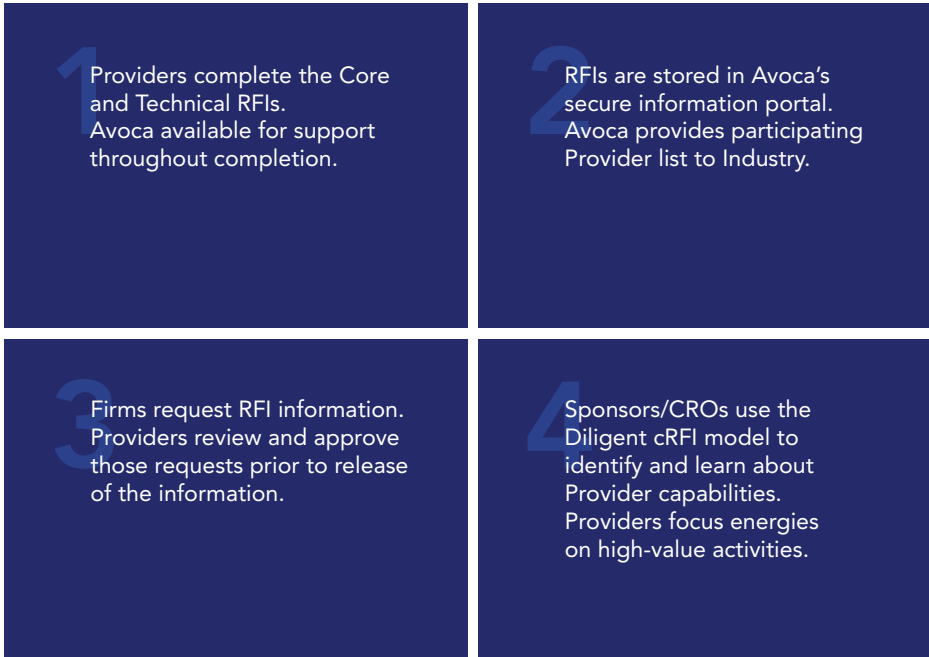 1
Providers complete the Core
and Technical RFIs.
Avoca available for support
throughout completion.
2
RFIs are stored in Avoca’s
secure information portal.
Avoca provides participating
Provider list to Industry.
3
Firms request RFI information.
Providers review and approve
those requests prior to release
of the information.
4
Sponsors/CROs use the
Diligent cRFI model to
identify and learn about
Provider capabilities.
Providers focus energies
on high-value activities.